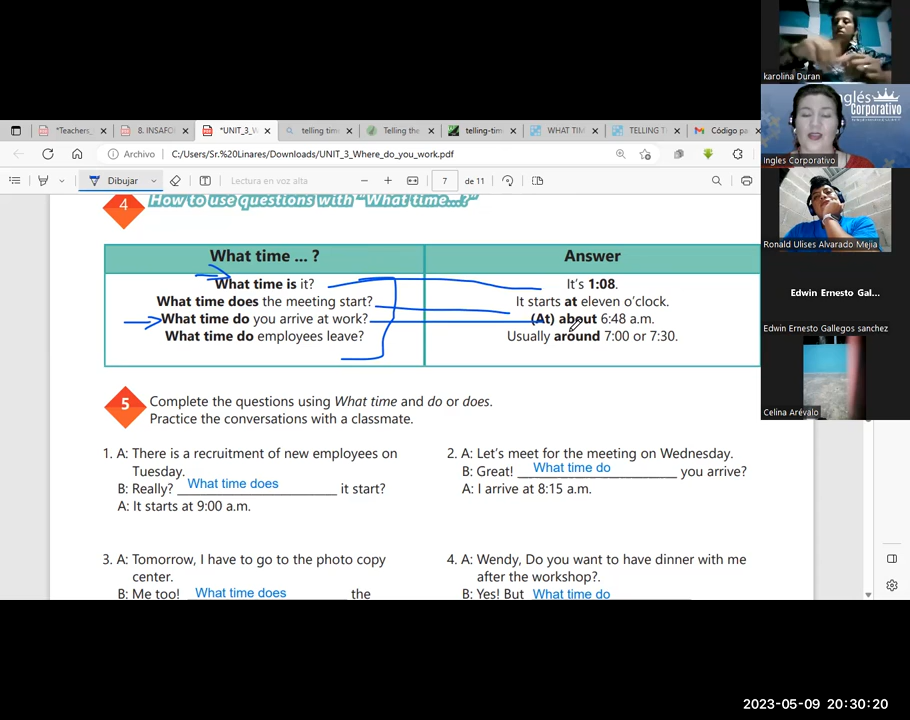 *Teachers_
8. INSAFO
*UNIT_3_W
telling time
Telling the
telling-time
WHAT TIM
TELLING T
Código pa
Archivo
C:/Users/Sr.%20Linares/Downloads/UNIT_3_Where_do_you_work.pdf
Dibujar
Lectura en voz alta
7
de 11
4
How to use questions with "What time...?"
What time ... ?
Answer
What time is it?
It's 1:08.
What time does the meeting start?
It starts at eleven o'clock.
What time do you arrive at work?
(At) about 6:48 a.m.
What time do employees leave?
Usually around 7:00 or 7:30.
5
Complete the questions using What time and do or does.
Practice the conversations with a classmate.
1. A: There is a recruitment of new employees on
Tuesday.
B: Really? What time does it start?
A: It starts at 9:00 a.m.
2. A: Let's meet for the meeting on Wednesday.
B: Great! What time do you arrive?
A: I arrive at 8:15 a.m.
3. A: Tomorrow, I have to go to the photo copy
center.
B: Me too! What time does the
4. A: Wendy, Do you want to have dinner with me
after the workshop?.
B: Yes! But What time do
karolina Duran
Inglés
Corporativo
Ingles Corporativo
Ronald Ulises Alvarado Mejia
Edwin Ernesto Gal...
Edwin Ernesto Gallegos sanchez
Celina Arévalo
2023-05-09 20:30:20